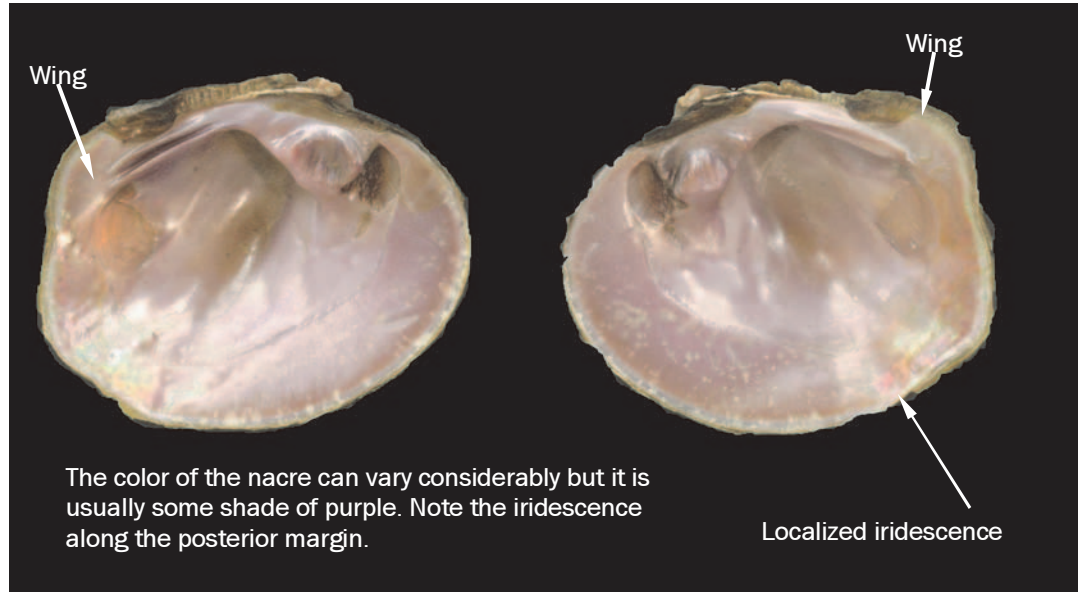 Wing
Wing
The color of the nacre can vary considerably but it is
usually some shade of purple. Note the iridescence
along the posterior margin.
Localized iridescence